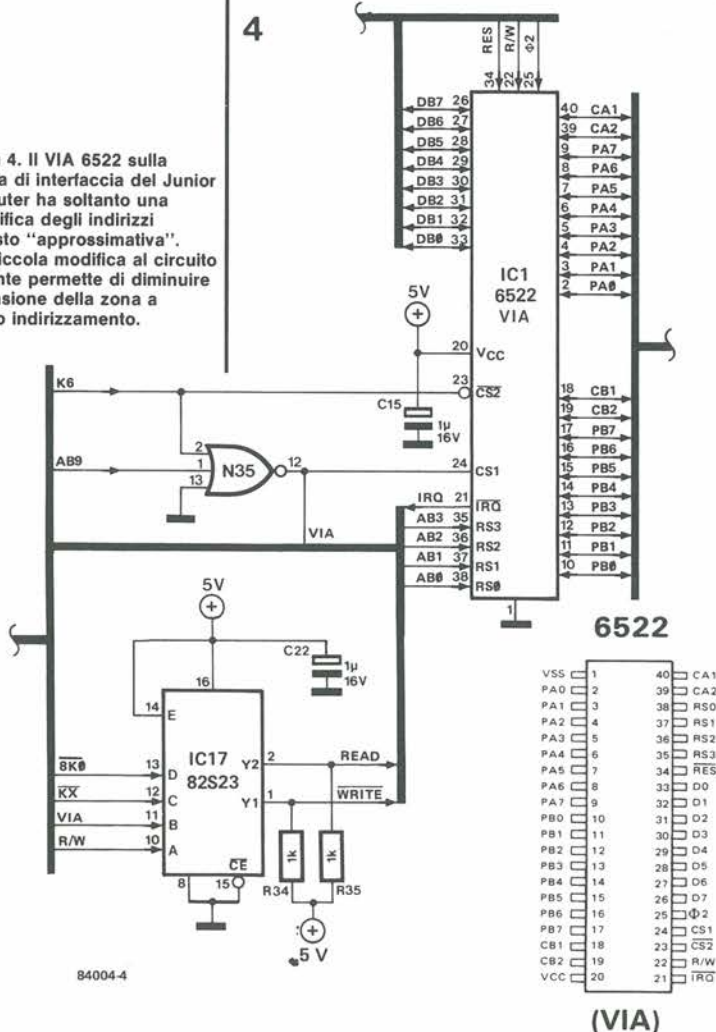 4
4. Il VIA 6522 sulla
di interfaccia del Junior
ha soltanto una
degli indirizzi
"approssimativa".
piccola modifica al circuito
permette di diminuire
della zona a
indirizzamento.
RES
R/W
Φ2
34
22
25
DB7 26
DB6 27
DB5 28
DB4 29
DB3 30
DB2 31
DB1 32
DB0 33
40 CA1
39 CA2
9 PA7
8 PA6
7 PA5
6 PA4
5 PA3
4 PA2
3 PA1
2 PA0
IC1
6522
VIA
5V
20 VCC
23 CS2
C15
1µ
16V
18 CB1
19 CB2
17 PB7
16 PB6
15 PB5
14 PB4
13 PB3
12 PB2
11 PB1
10 PB0
K6
AB9
2
1
13
N35
12
24 CS1
VIA
IRQ 21 IRQ
AB3 35 RS3
AB2 36 RS2
AB1 37 RS1
AB0 38 RS0
1
5V
C22
1µ
16V
16
14 E
IC17
82S23
8K0 13 D
KX 12 C
VIA 11 B
R/W 10 A
Y2 2 READ
Y1 1 WRITE
8
15 CE
1k
1k
R34
R35
5 V
84004-4
6522
VSS 1 40 CA1
PA0 2 39 CA2
PA1 3 38 RS0
PA2 4 37 RS1
PA3 5 36 RS2
PA4 6 35 RS3
PA5 7 34 RES
PA6 8 33 D0
PA7 9 32 D1
PB0 10 31 D2
PB1 11 30 D3
PB2 12 29 D4
PB3 13 28 D5
PB4 14 27 D6
PB5 15 26 D7
PB6 16 25 Φ2
PB7 17 24 CS1
CB1 18 23 CS2
CB2 19 22 R/W
VCC 20 21 IRQ
(VIA)